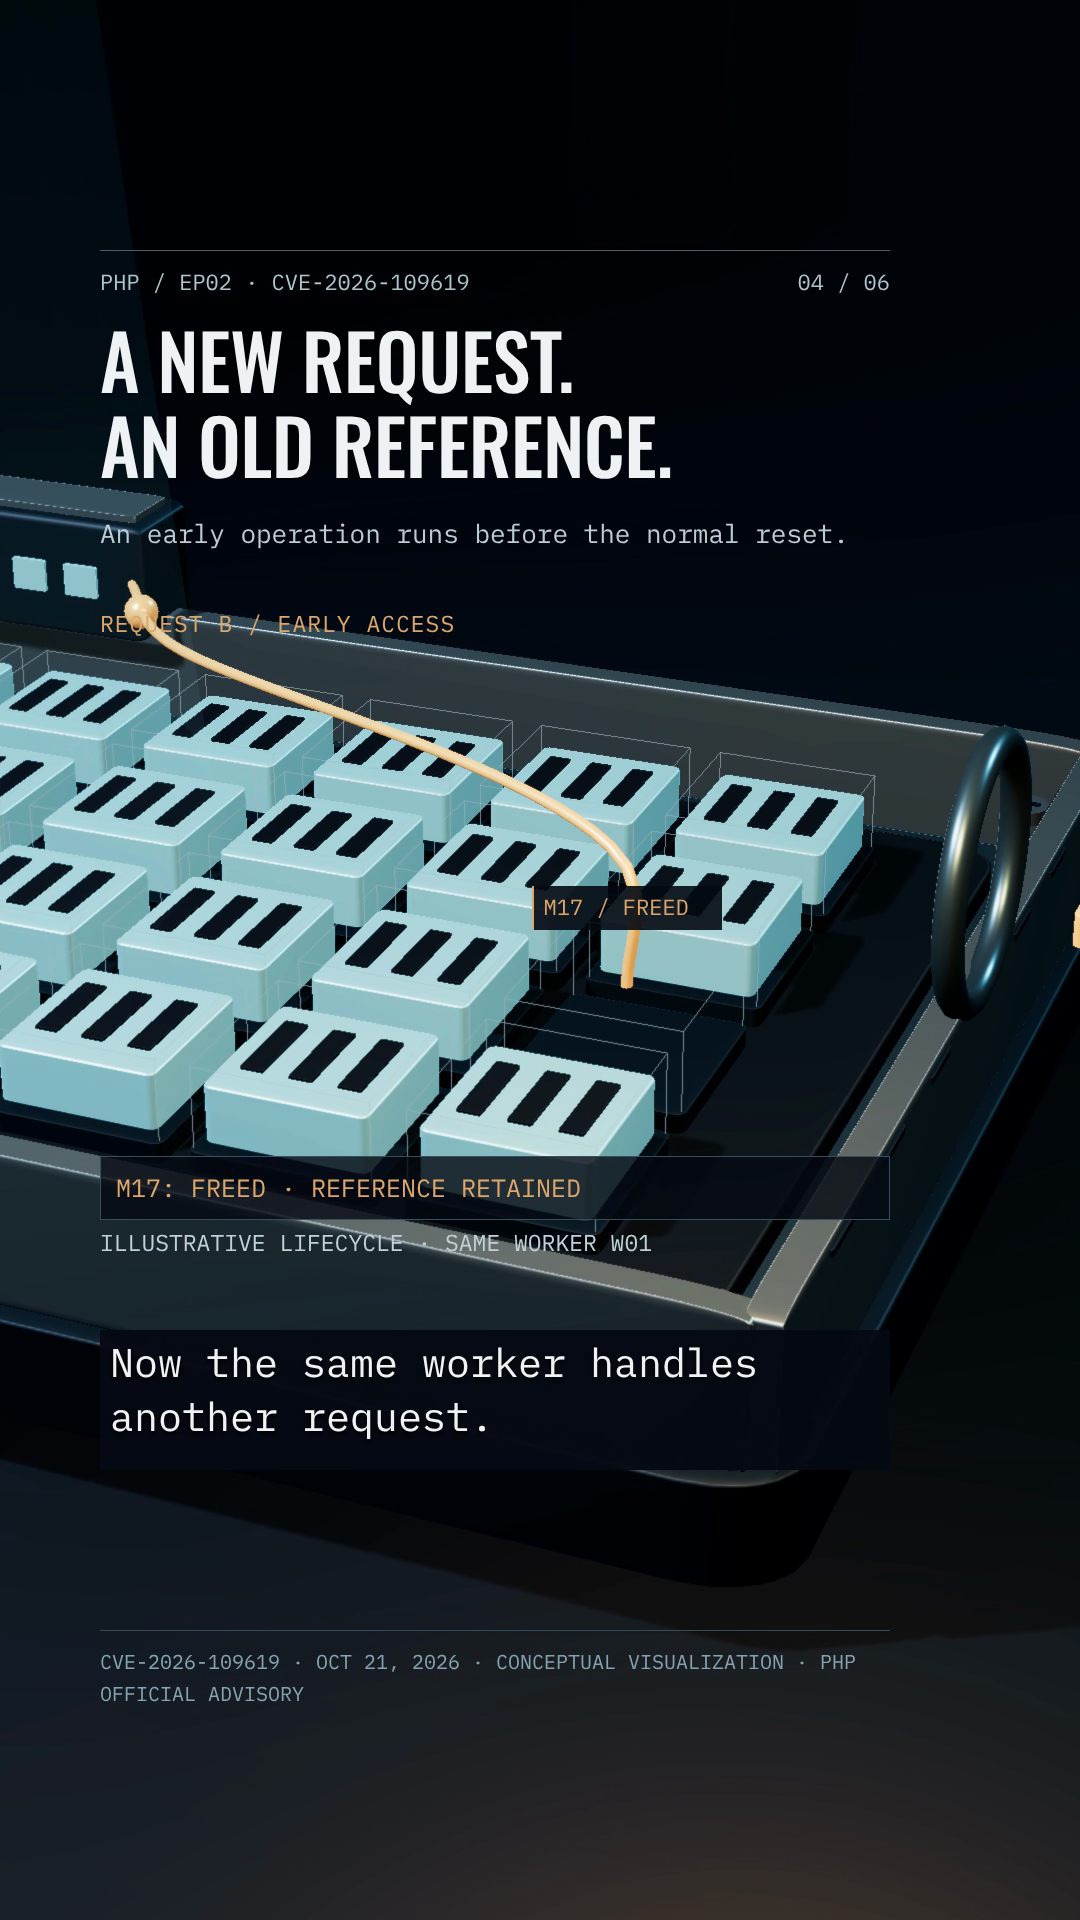 PHP / EP02 · CVE-2026-109619 04 / 06
A NEW REQUEST.
AN OLD REFERENCE.
An early operation runs before the normal reset.
REQUEST B / EARLY ACCESS
M17 / FREED
M17: FREED · REFERENCE RETAINED
ILLUSTRATIVE LIFECYCLE · SAME WORKER W01
Now the same worker handles
another request.
CVE-2026-109619 · OCT 21, 2026 · CONCEPTUAL VISUALIZATION · PHP
OFFICIAL ADVISORY